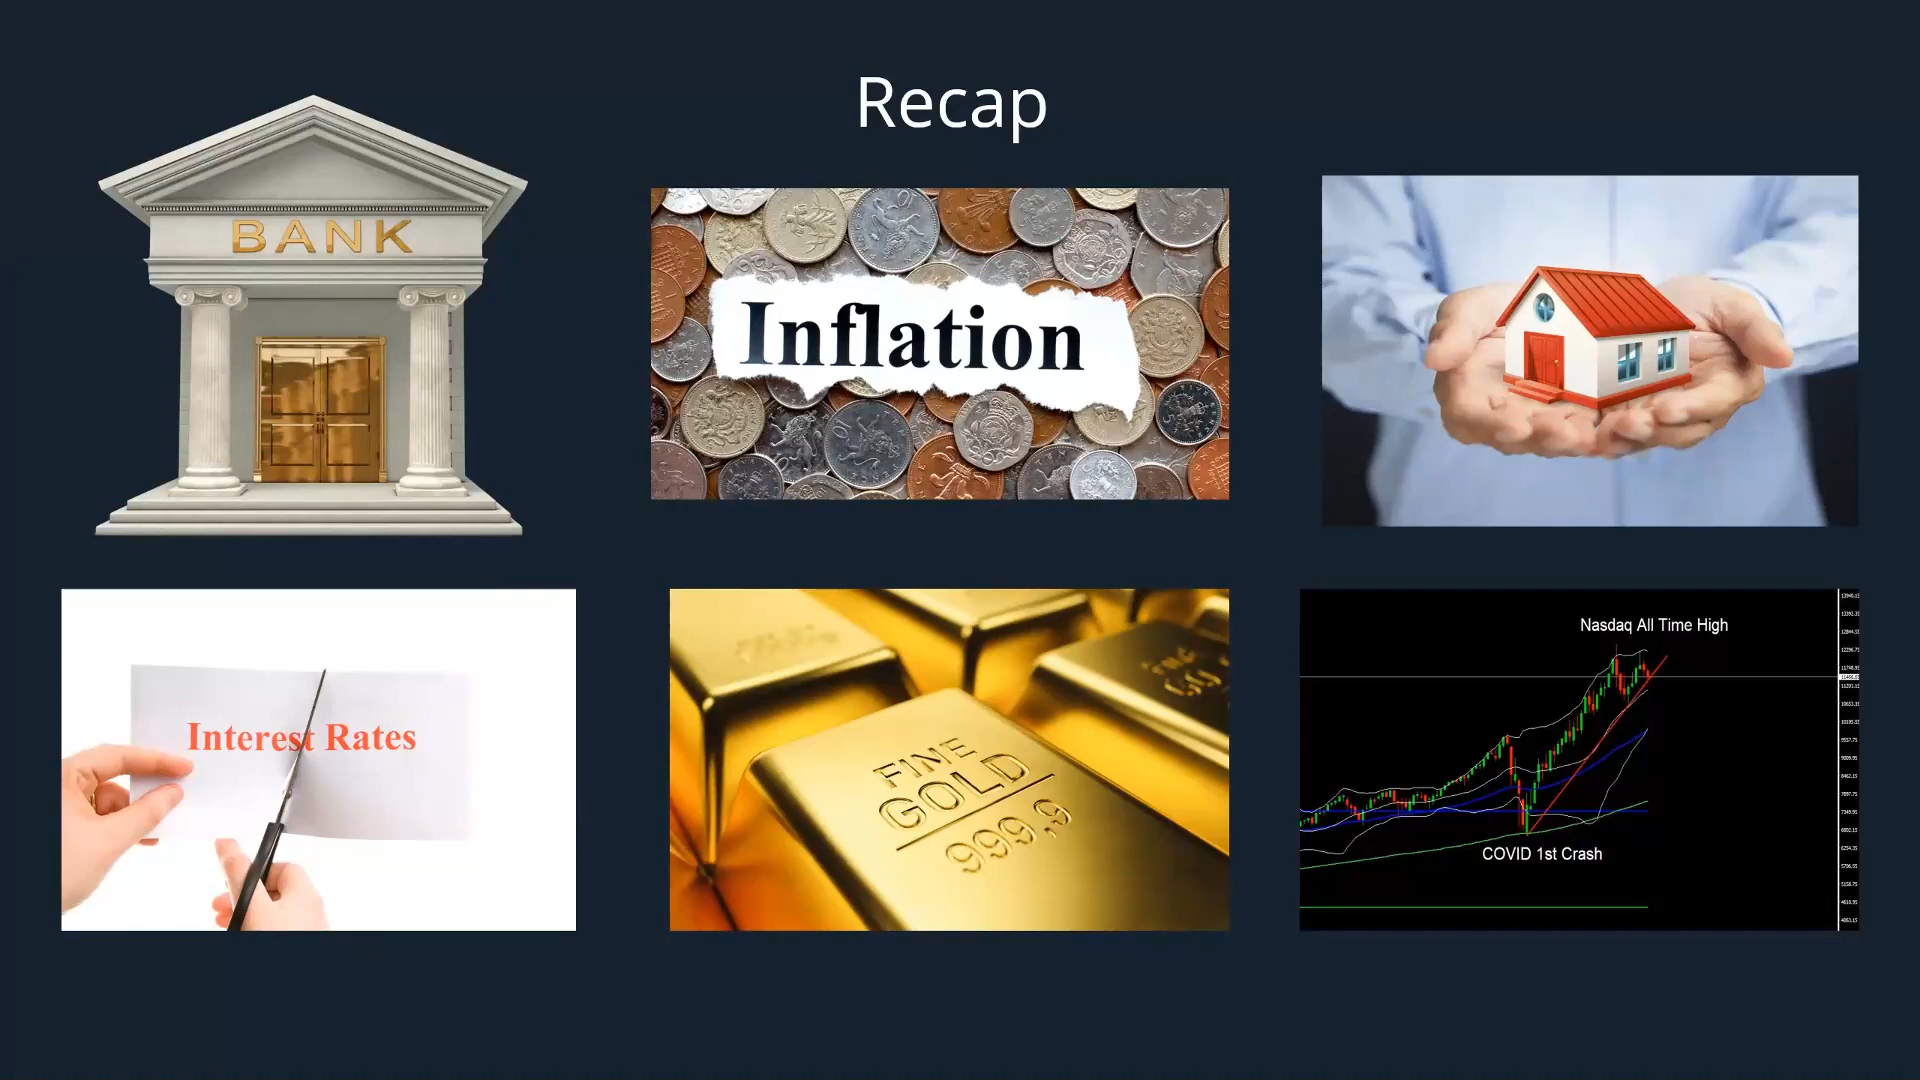 Recap
BANK
Inflation
Interest Rates
FINE
GOLD
999,9
Nasdaq All Time High
COVID 1st Crash